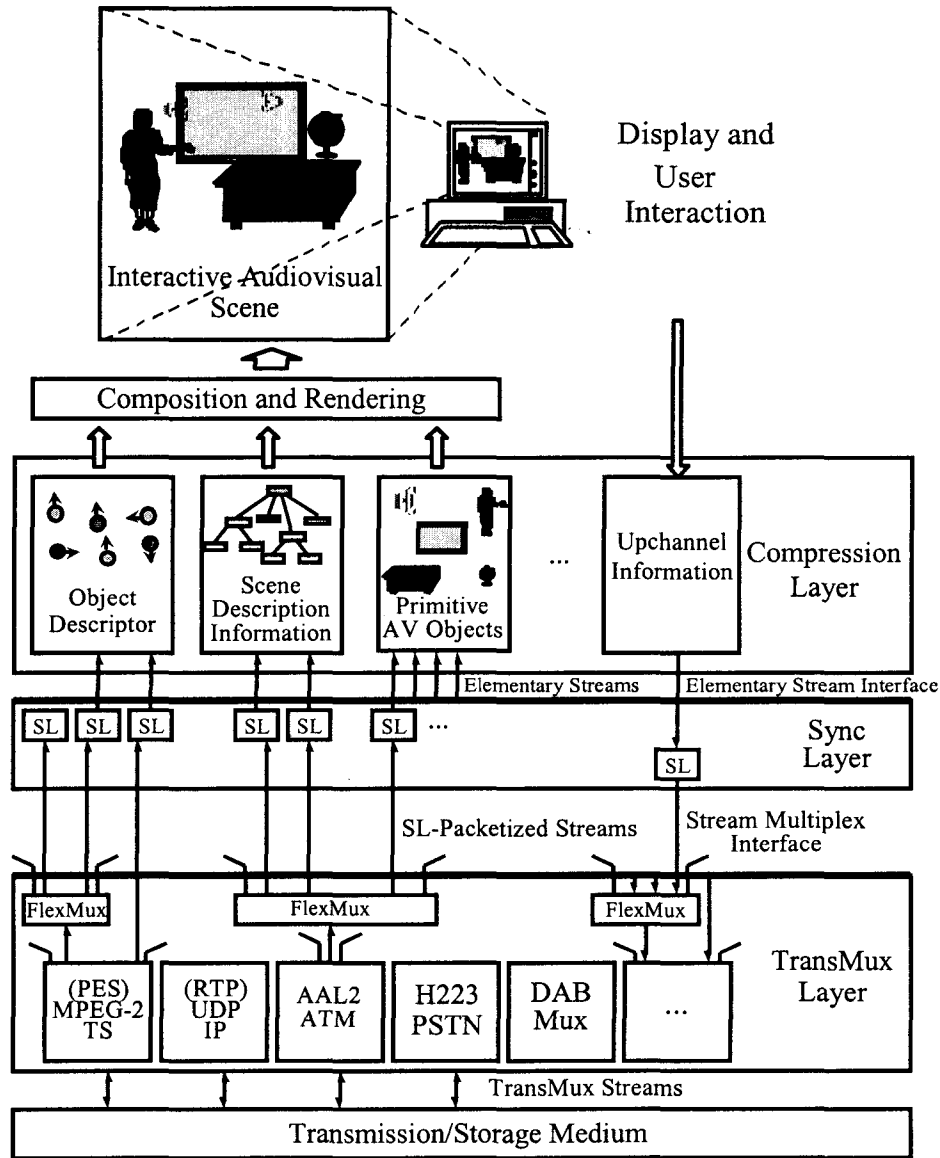 Display and
User
Interaction
Interactive Audiovisual
Scene
Composition and Rendering
Object
Descriptor
Scene
Description
Information
Primitive
AV Objects
...
Upchannel
Information
Compression
Layer
Elementary Streams
Elementary Stream Interface
SL
SL
SL
SL
SL
SL
...
SL
Sync
Layer
SL-Packetized Streams
Stream Multiplex
Interface
FlexMux
FlexMux
FlexMux
TransMux
Layer
(PES)
MPEG-2
TS
(RTP)
UDP
IP
AAL2
ATM
H223
PSTN
DAB
Mux
...
TransMux Streams
Transmission/Storage Medium